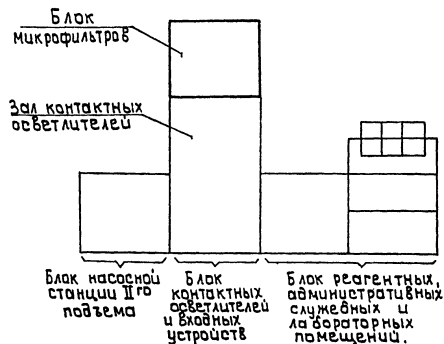 Блок
микрофильтров
Зал контактных
осветлителей
Блок насосной
станции IIго
подъема
Блок
контактных
осветлителей
и входных
устройств
Блок реагентных,
административных
служебных и
лабораторных
помещений.